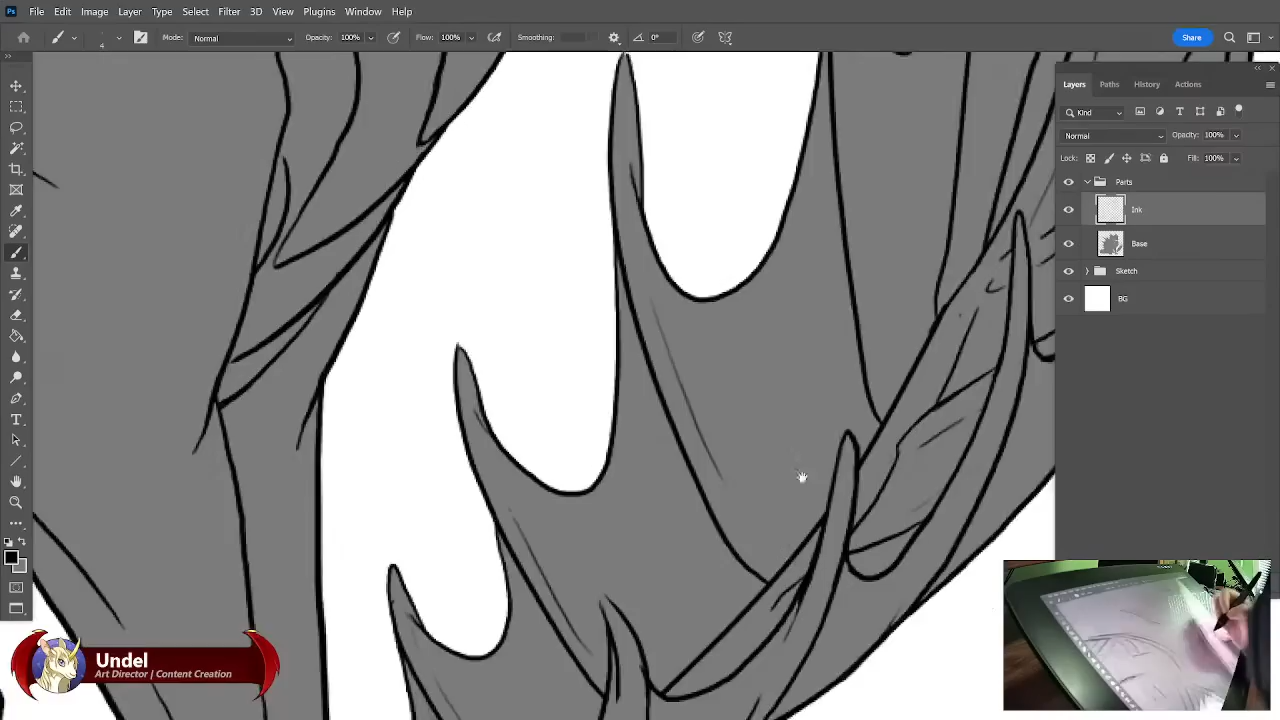 Ps File Edit Image Layer Type Select Filter 3D View Plugins Window Help
4 Mode: Normal Opacity: 100% Flow: 100% Smoothing: 0° Share
Layers Paths History Actions
Kind
Normal Opacity: 100%
Lock: Fill: 100%
Parts
Ink
Base
Sketch
BG
Undel
Art Director | Content Creation